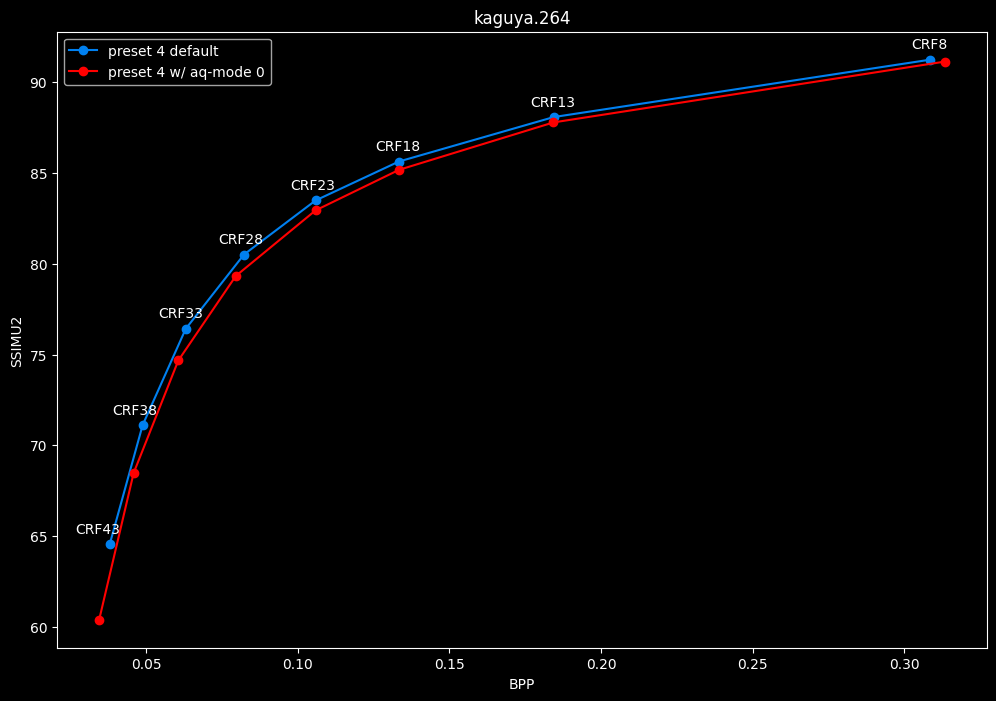 kaguya.264
preset 4 default
preset 4 w/ aq-mode 0
CRF8
CRF13
CRF18
CRF23
CRF28
CRF33
CRF38
CRF43
90
85
80
75
70
65
60
SSIMU2
0.05 0.10 0.15 0.20 0.25 0.30
BPP